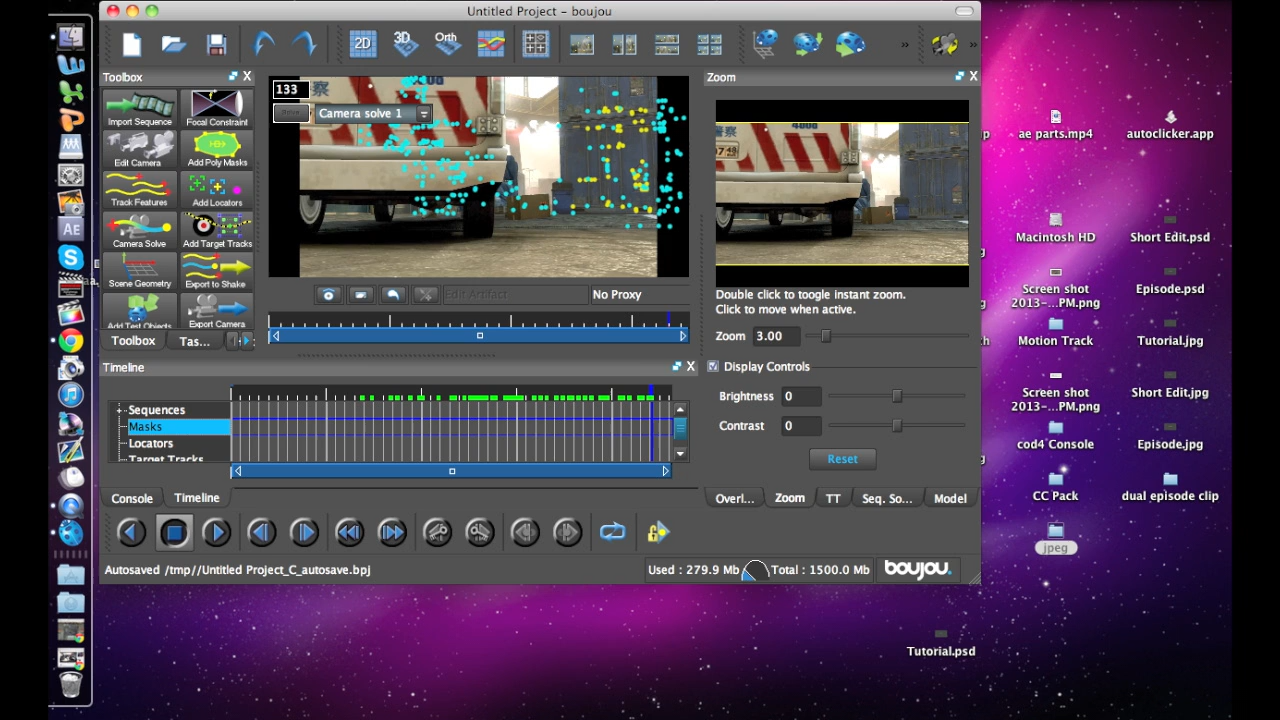 Untitled Project - boujou
2D
3D
Orth
Toolbox
Import Sequence
Focal Constraint
Edit Camera
Add Poly Masks
Track Features
Add Locators
Camera Solve
Add Target Tracks
Scene Geometry
Export to Shake
Add Test Objects
Export Camera
Toolbox
Tas...
133
Camera solve 1
察
Edit Artifact
No Proxy
Zoom
警察
Double click to toogle instant zoom.
Click to move when active.
Zoom 3.00
Display Controls
Brightness 0
Contrast 0
Reset
Timeline
Sequences
Masks
Locators
Target Tracks
Console
Timeline
Overl...
Zoom
TT
Seq. So...
Model
Autosaved /tmp//Untitled Project_C_autosave.bpj
Used : 279.9 Mb
Total : 1500.0 Mb
boujou.
AE
ae parts.mp4
autoclicker.app
Macintosh HD
Short Edit.psd
Screen shot
2013-...PM.png
Episode.psd
Motion Track
Tutorial.jpg
Screen shot
2013-...PM.png
Short Edit.jpg
cod4 Console
Episode.jpg
CC Pack
dual episode clip
jpeg
Tutorial.psd